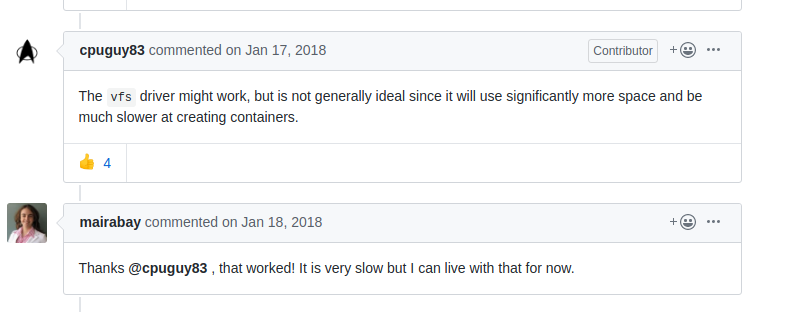 cpuguy83 commented on Jan 17, 2018 Contributor + ...
The vfs driver might work, but is not generally ideal since it will use significantly more space and be
much slower at creating containers.
👍 4
mairabay commented on Jan 18, 2018 + ...
Thanks @cpuguy83 , that worked! It is very slow but I can live with that for now.